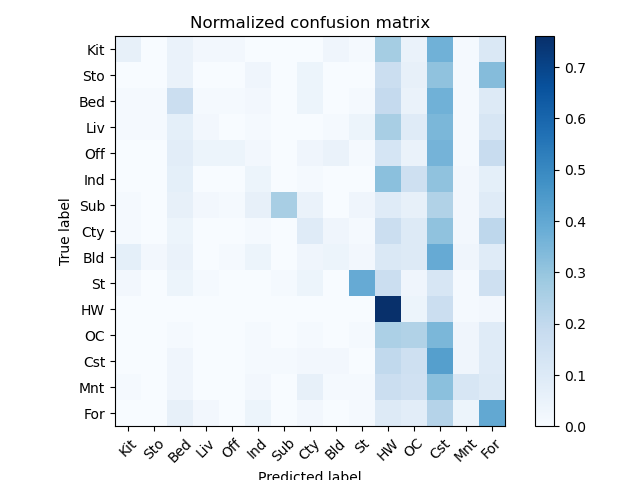 Normalized confusion matrix
True label
Kit
Sto
Bed
Liv
Off
Ind
Sub
Cty
Bld
St
HW
OC
Cst
Mnt
For
Kit Sto Bed Liv Off Ind Sub Cty Bld St HW OC Cst Mnt For
Predicted label
0.7
0.6
0.5
0.4
0.3
0.2
0.1
0.0